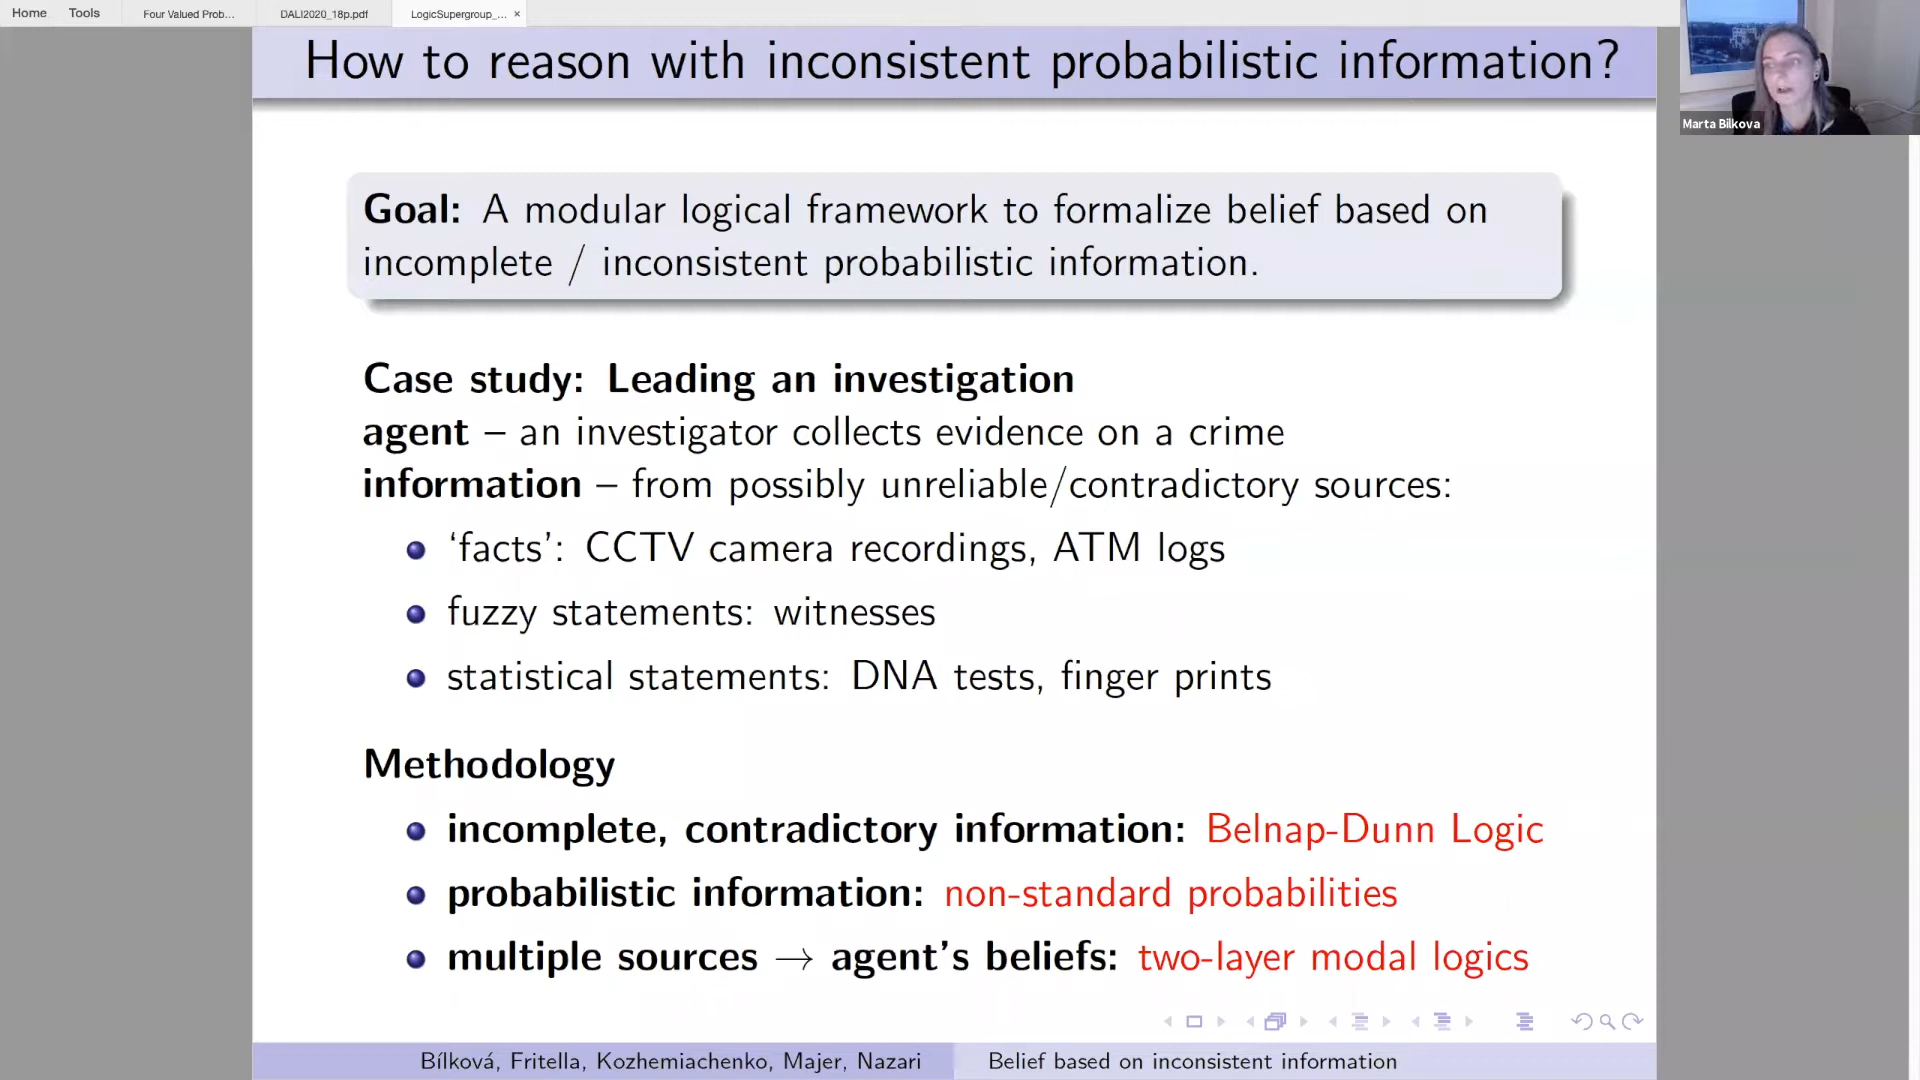 Home Tools Four Valued Prob... DALI2020_18p.pdf LogicSupergroup_... ×
How to reason with inconsistent probabilistic information?
Marta Bilkova
Goal: A modular logical framework to formalize belief based on
incomplete / inconsistent probabilistic information.
Case study: Leading an investigation
agent – an investigator collects evidence on a crime
information – from possibly unreliable/contradictory sources:
‘facts’: CCTV camera recordings, ATM logs
fuzzy statements: witnesses
statistical statements: DNA tests, finger prints
Methodology
incomplete, contradictory information: Belnap-Dunn Logic
probabilistic information: non-standard probabilities
multiple sources → agent’s beliefs: two-layer modal logics
Bílková, Fritella, Kozhemiachenko, Majer, Nazari Belief based on inconsistent information